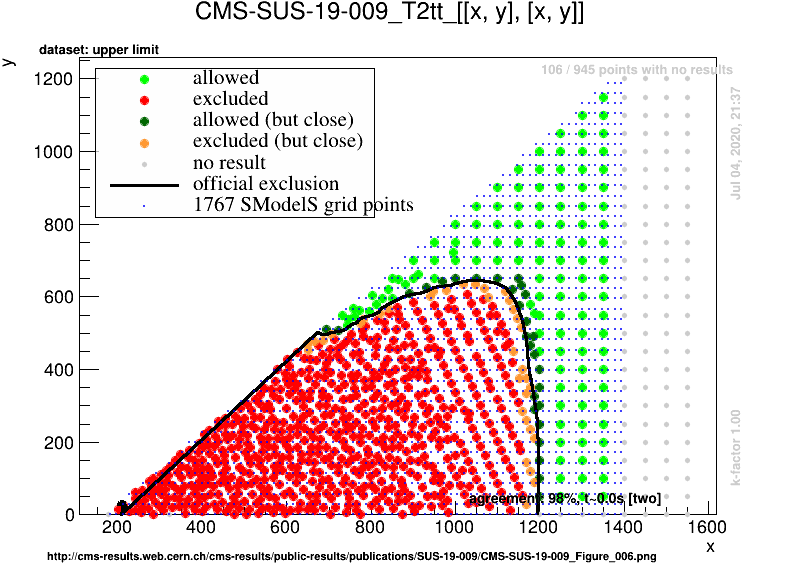 CMS-SUS-19-009_T2tt_[[x, y], [x, y]]
dataset: upper limit
106 / 945 points with no results
y
allowed
excluded
allowed (but close)
excluded (but close)
no result
official exclusion
1767 SModelS grid points
Jul 04, 2020, 21:37
k-factor 1.00
1200
1000
800
600
400
200
0
agreement: 98%, t~0.0s [two]
200 400 600 800 1000 1200 1400 1600
x
http://cms-results.web.cern.ch/cms-results/public-results/publications/SUS-19-009/CMS-SUS-19-009_Figure_006.png